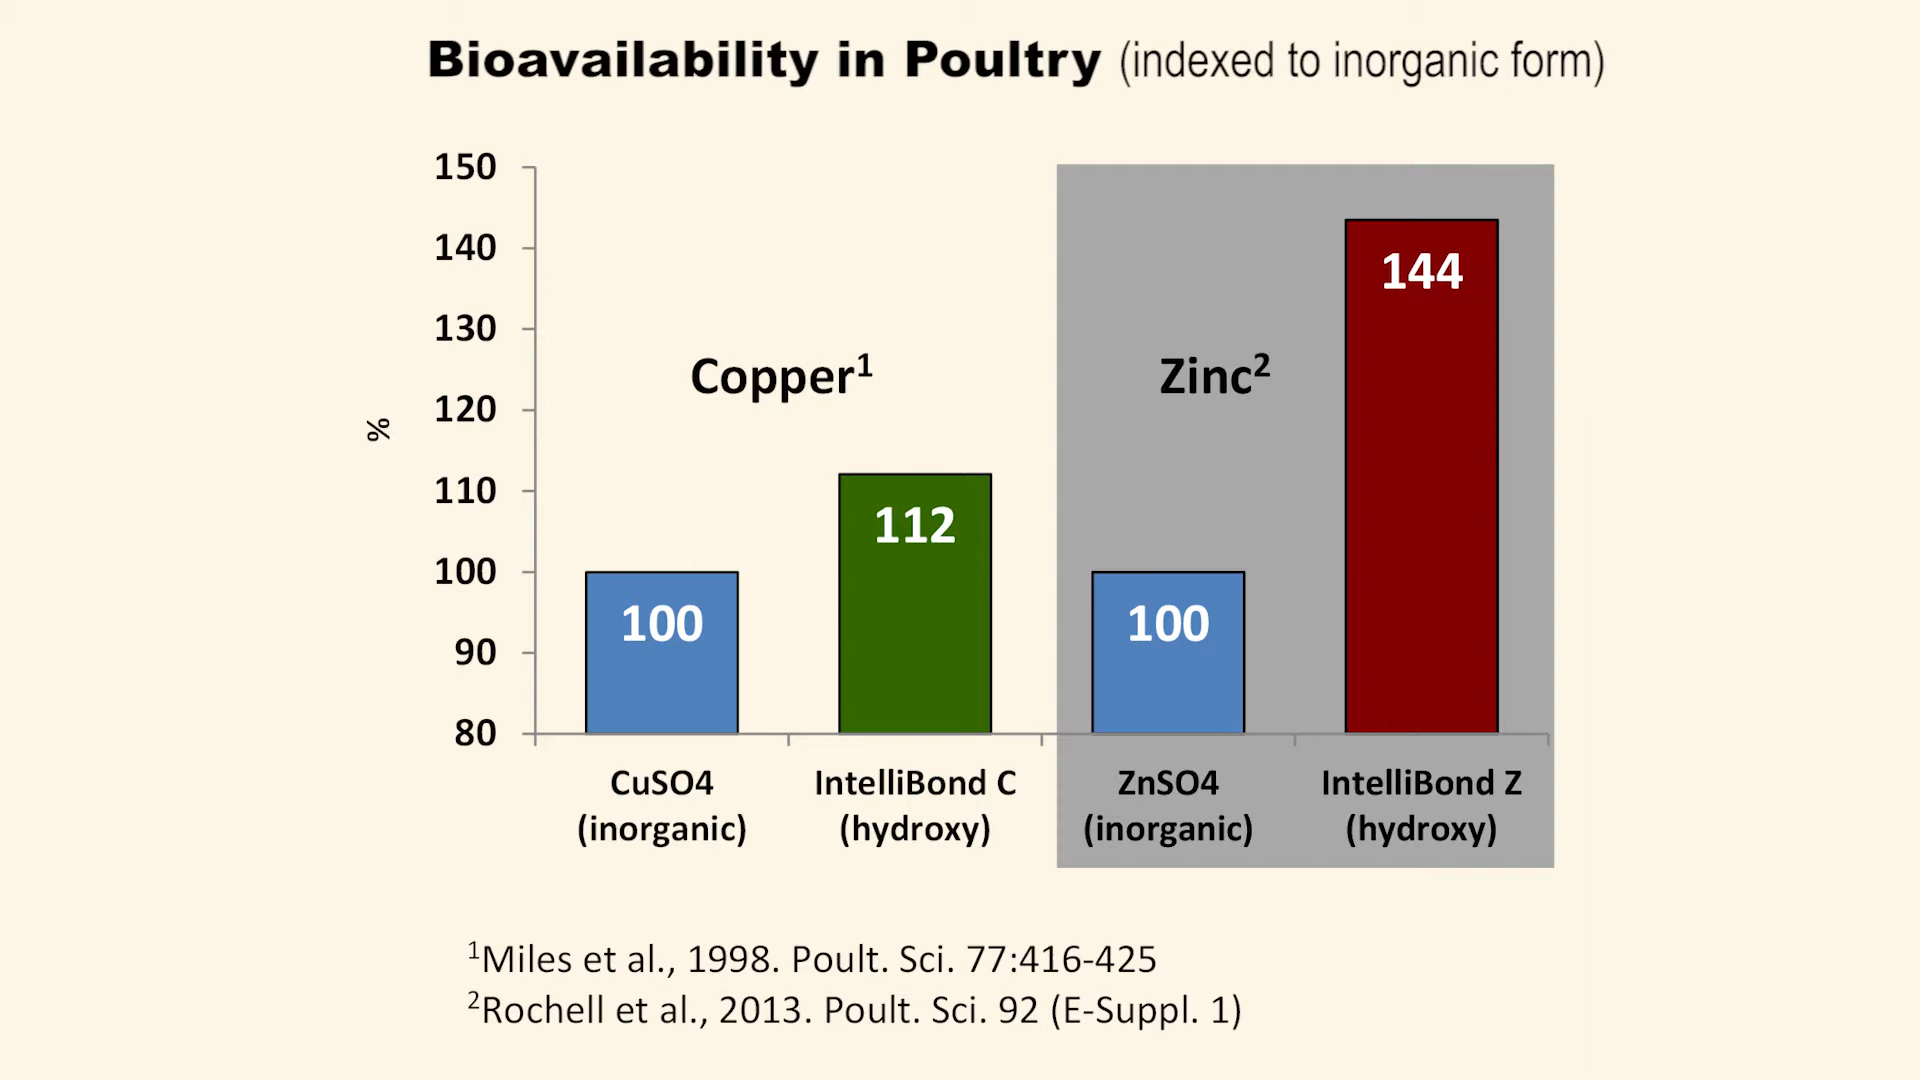 Bioavailability in Poultry (indexed to inorganic form)
150
140
130
120
110
100
90
80
%
Copper¹
Zinc²
100
112
100
144
CuSO4
(inorganic)
IntelliBond C
(hydroxy)
ZnSO4
(inorganic)
IntelliBond Z
(hydroxy)
¹Miles et al., 1998. Poult. Sci. 77:416-425
²Rochell et al., 2013. Poult. Sci. 92 (E-Suppl. 1)